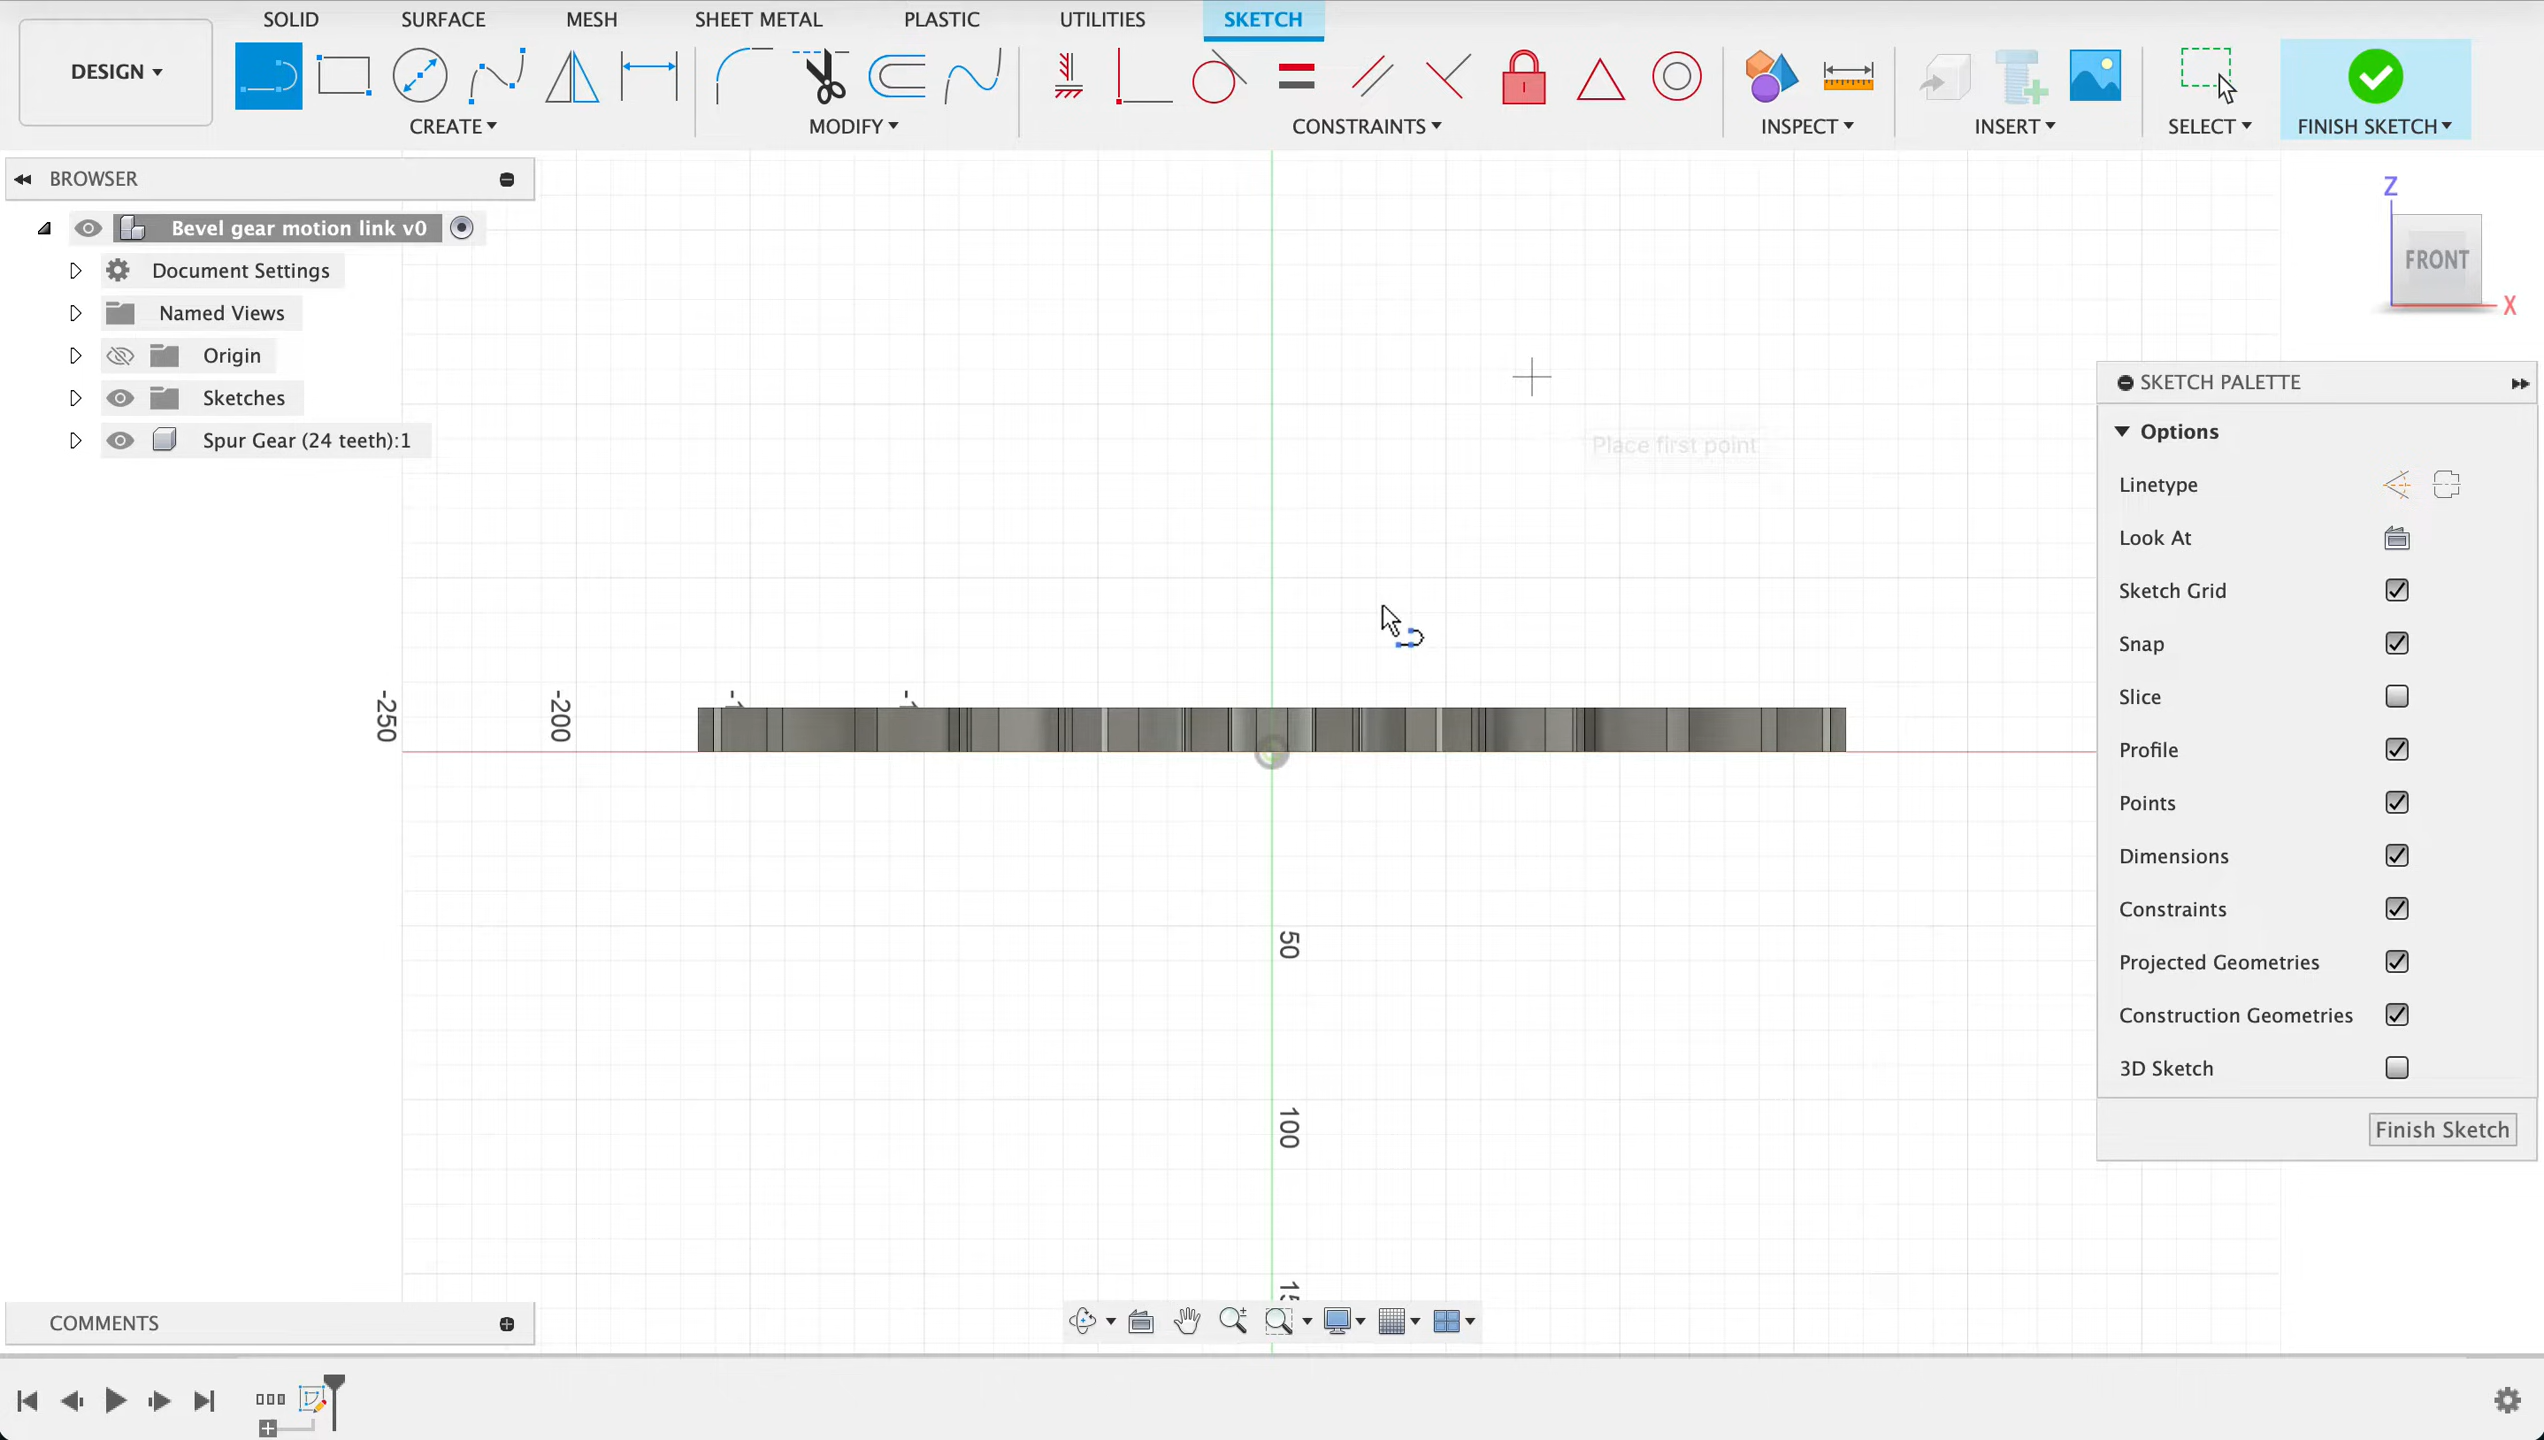 SOLID
SURFACE
MESH
SHEET METAL
PLASTIC
UTILITIES
SKETCH
DESIGN
CREATE
MODIFY
CONSTRAINTS
INSPECT
INSERT
SELECT
FINISH SKETCH
BROWSER
Bevel gear motion link v0
Document Settings
Named Views
Origin
Sketches
Spur Gear (24 teeth):1
Z
FRONT
X
Place first point
-250
-200
50
100
SKETCH PALETTE
Options
Linetype
Look At
Sketch Grid
Snap
Slice
Profile
Points
Dimensions
Constraints
Projected Geometries
Construction Geometries
3D Sketch
Finish Sketch
COMMENTS